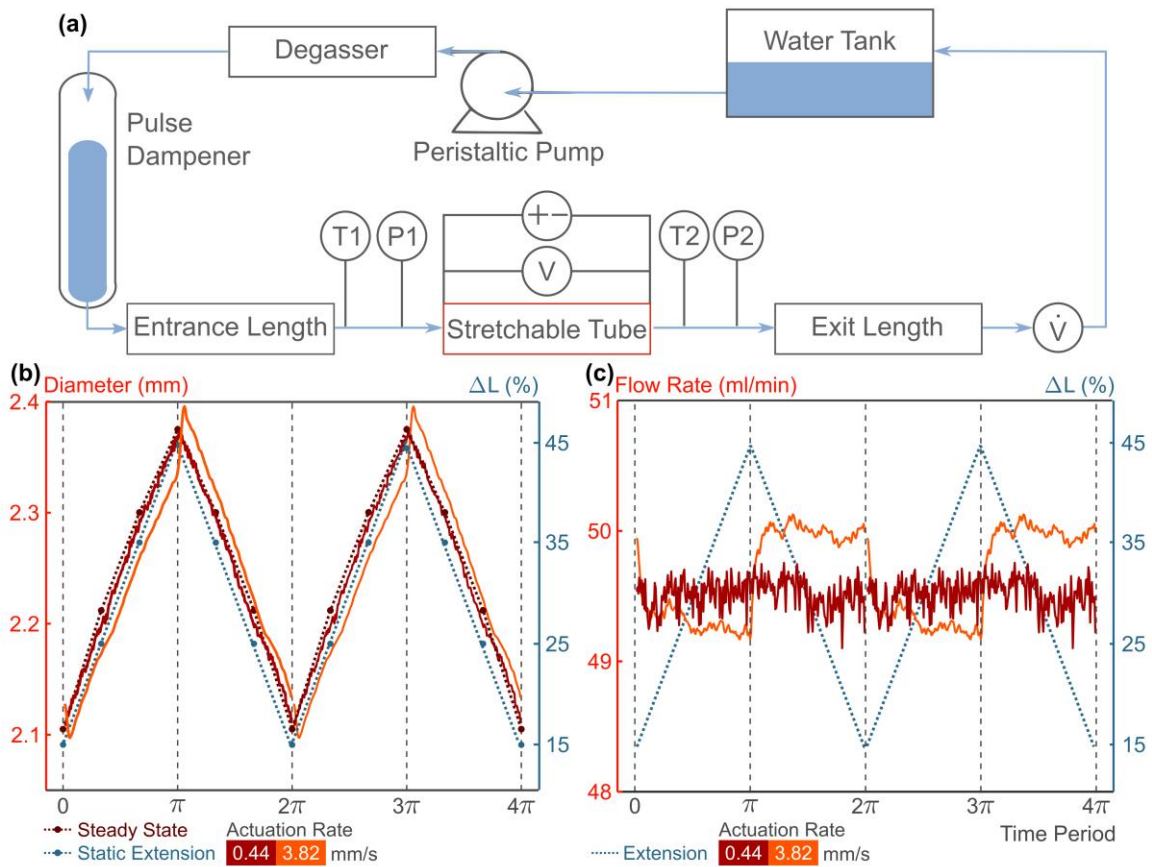 (a)
Degasser
Water Tank
Pulse
Dampener
Peristaltic Pump
T1
P1
+ −
V
T2
P2
Entrance Length
Stretchable Tube
Exit Length
V̇
(b)
Diameter (mm)
ΔL (%)
2.4
2.3
2.2
2.1
45
35
25
15
0
π
2π
3π
4π
Steady State
Static Extension
Actuation Rate
0.44 3.82 mm/s
(c)
Flow Rate (ml/min)
ΔL (%)
51
50
49
48
45
35
25
15
0
π
2π
3π
4π
Time Period
Extension
Actuation Rate
0.44 3.82 mm/s